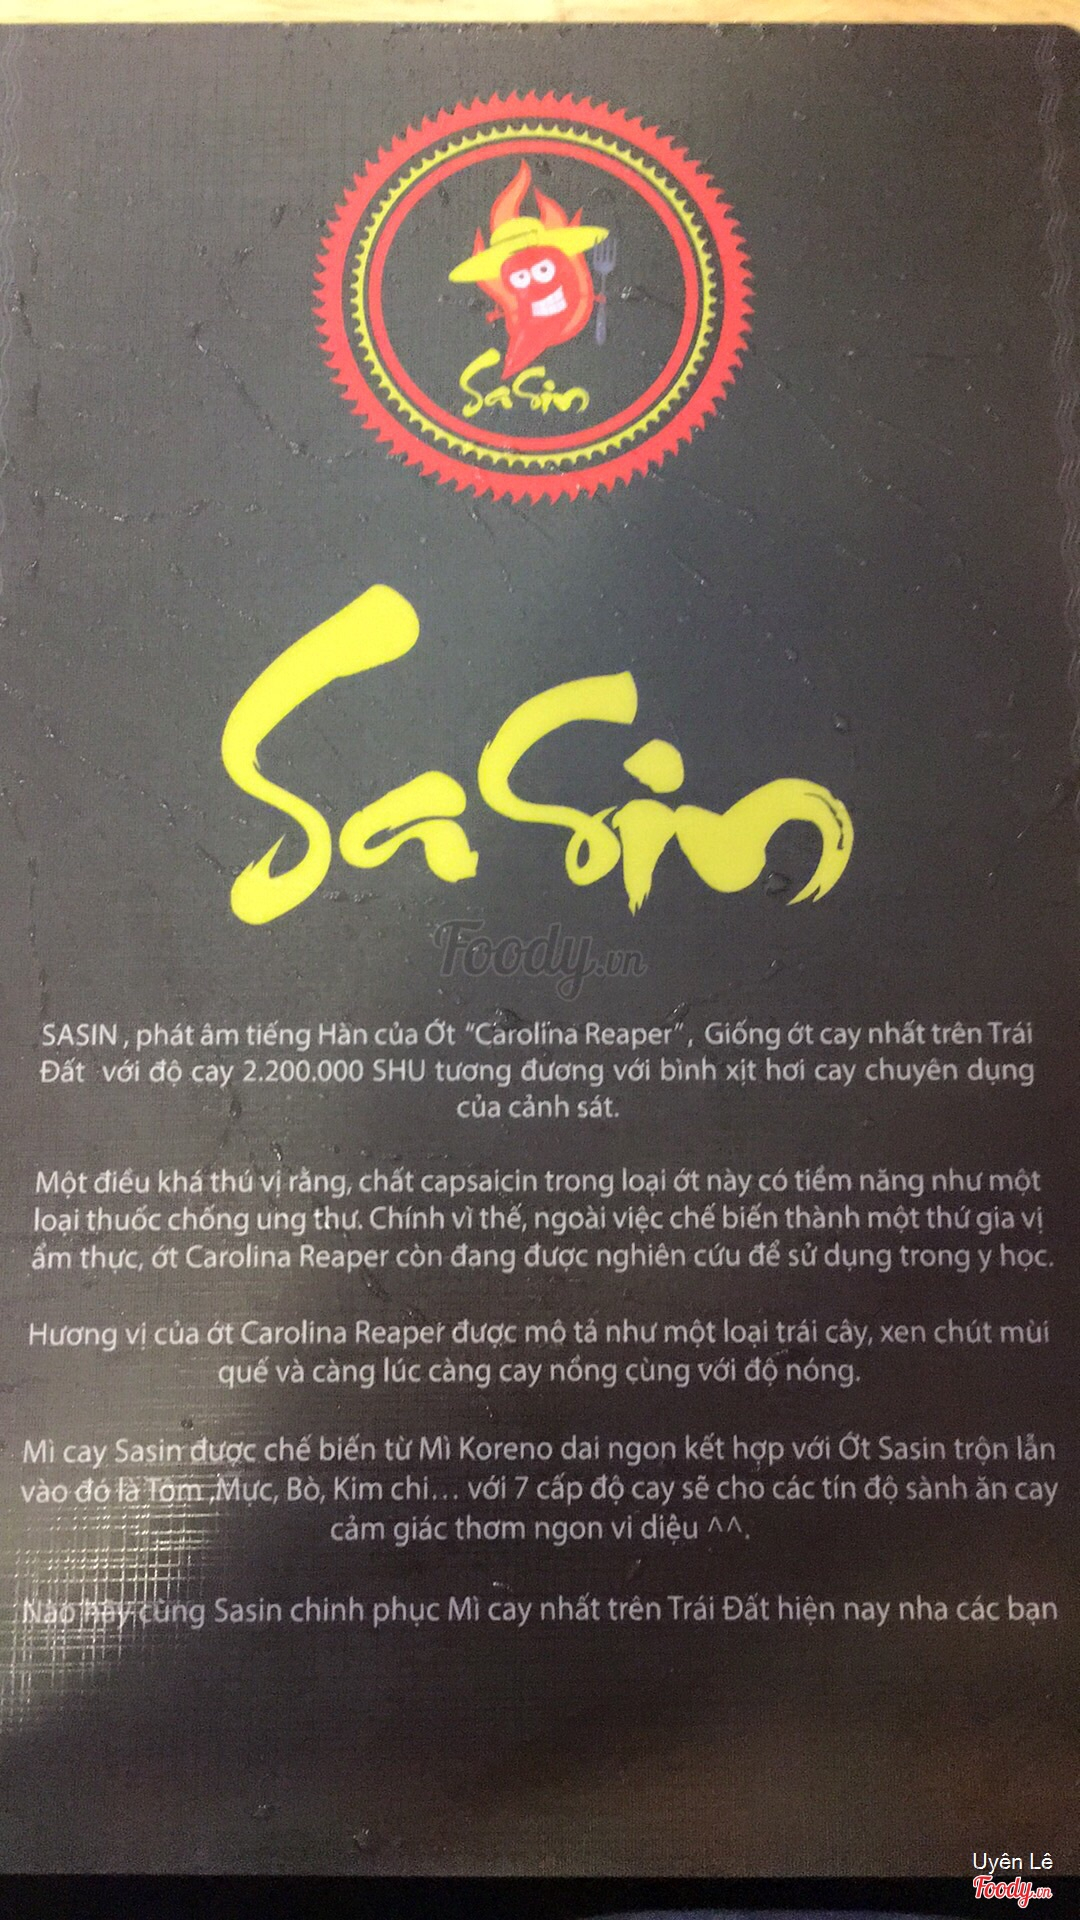 SaSin
SaSin
Foody.vn
SASIN , phát âm tiếng Hàn của Ớt "Carolina Reaper" , Giống ớt cay nhất trên Trái
Đất với độ cay 2.200.000 SHU tương đương với bình xịt hơi cay chuyên dụng
của cảnh sát.
Một điều khá thú vị rằng, chất capsaicin trong loại ớt này có tiềm năng như một
loại thuốc chống ung thư. Chính vì thế, ngoài việc chế biến thành một thứ gia vị
ẩm thực, ớt Carolina Reaper còn đang được nghiên cứu để sử dụng trong y học.
Hương vị của ớt Carolina Reaper được mô tả như một loại trái cây, xen chút mùi
quế và càng lúc càng cay nồng cùng với độ nóng.
Mì cay Sasin được chế biến từ Mì Koreno dai ngon kết hợp với Ớt Sasin trộn lẫn
vào đó là Tôm ,Mực, Bò, Kim chi... với 7 cấp độ cay sẽ cho các tín độ sành ăn cay
cảm giác thơm ngon vi diệu ^^.
Nào hãy cùng Sasin chinh phục Mì cay nhất trên Trái Đất hiện nay nha các bạn
Uyên Lê
Foody.vn